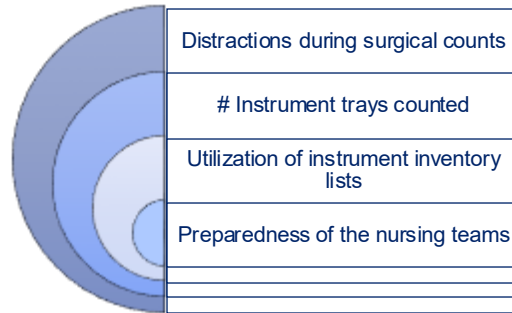 Distractions during surgical counts
# Instrument trays counted
Utilization of instrument inventory
lists
Preparedness of the nursing teams